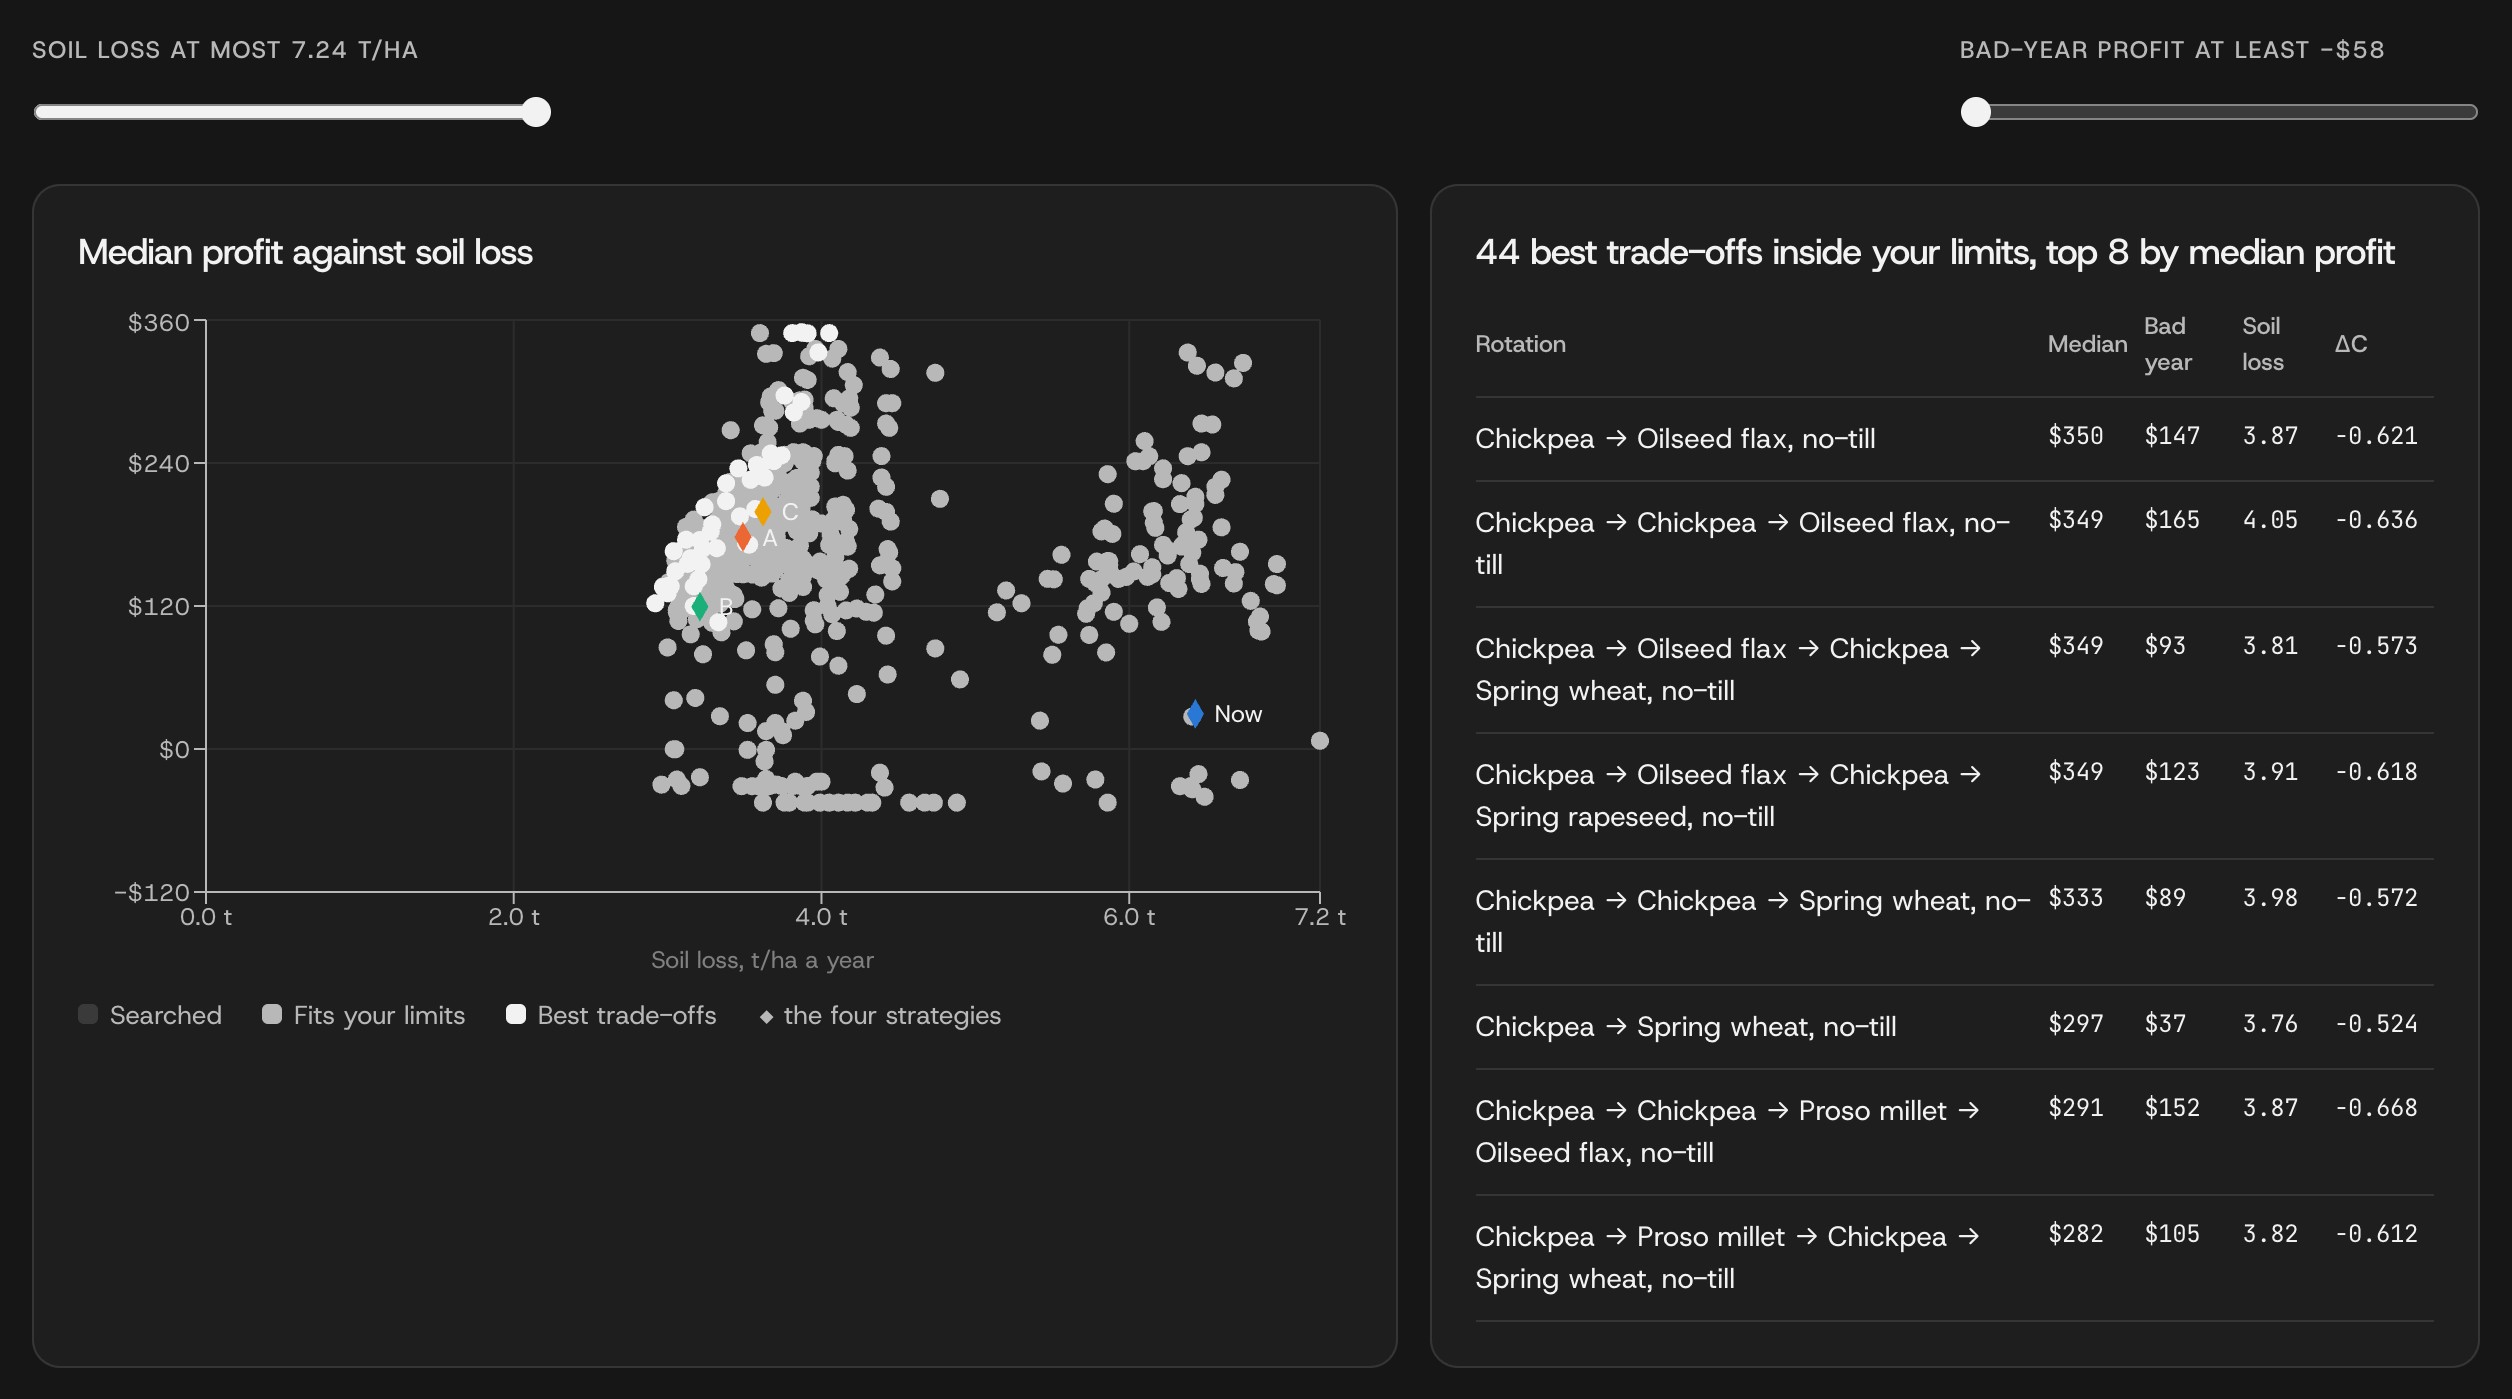 SOIL LOSS AT MOST 7.24 T/HA
BAD-YEAR PROFIT AT LEAST -$58
Median profit against soil loss
$360
$240
$120
$0
-$120
0.0 t
2.0 t
4.0 t
6.0 t
7.2 t
C
A
B
Now
Soil loss, t/ha a year
Searched
Fits your limits
Best trade-offs
◆ the four strategies
44 best trade-offs inside your limits, top 8 by median profit
Rotation Median Bad year Soil loss ΔC
Chickpea → Oilseed flax, no-till $350 $147 3.87 -0.621
Chickpea → Chickpea → Oilseed flax, no- $349 $165 4.05 -0.636
till
Chickpea → Oilseed flax → Chickpea → $349 $93 3.81 -0.573
Spring wheat, no-till
Chickpea → Oilseed flax → Chickpea → $349 $123 3.91 -0.618
Spring rapeseed, no-till
Chickpea → Chickpea → Spring wheat, no- $333 $89 3.98 -0.572
till
Chickpea → Spring wheat, no-till $297 $37 3.76 -0.524
Chickpea → Chickpea → Proso millet → $291 $152 3.87 -0.668
Oilseed flax, no-till
Chickpea → Proso millet → Chickpea → $282 $105 3.82 -0.612
Spring wheat, no-till